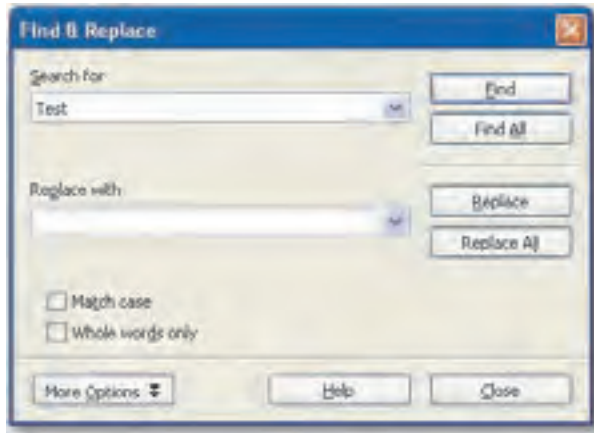 Find & Replace
Search for
Test
Find
Find All
Replace with
Replace
Replace All
Match case
Whole words only
More Options
Help
Close